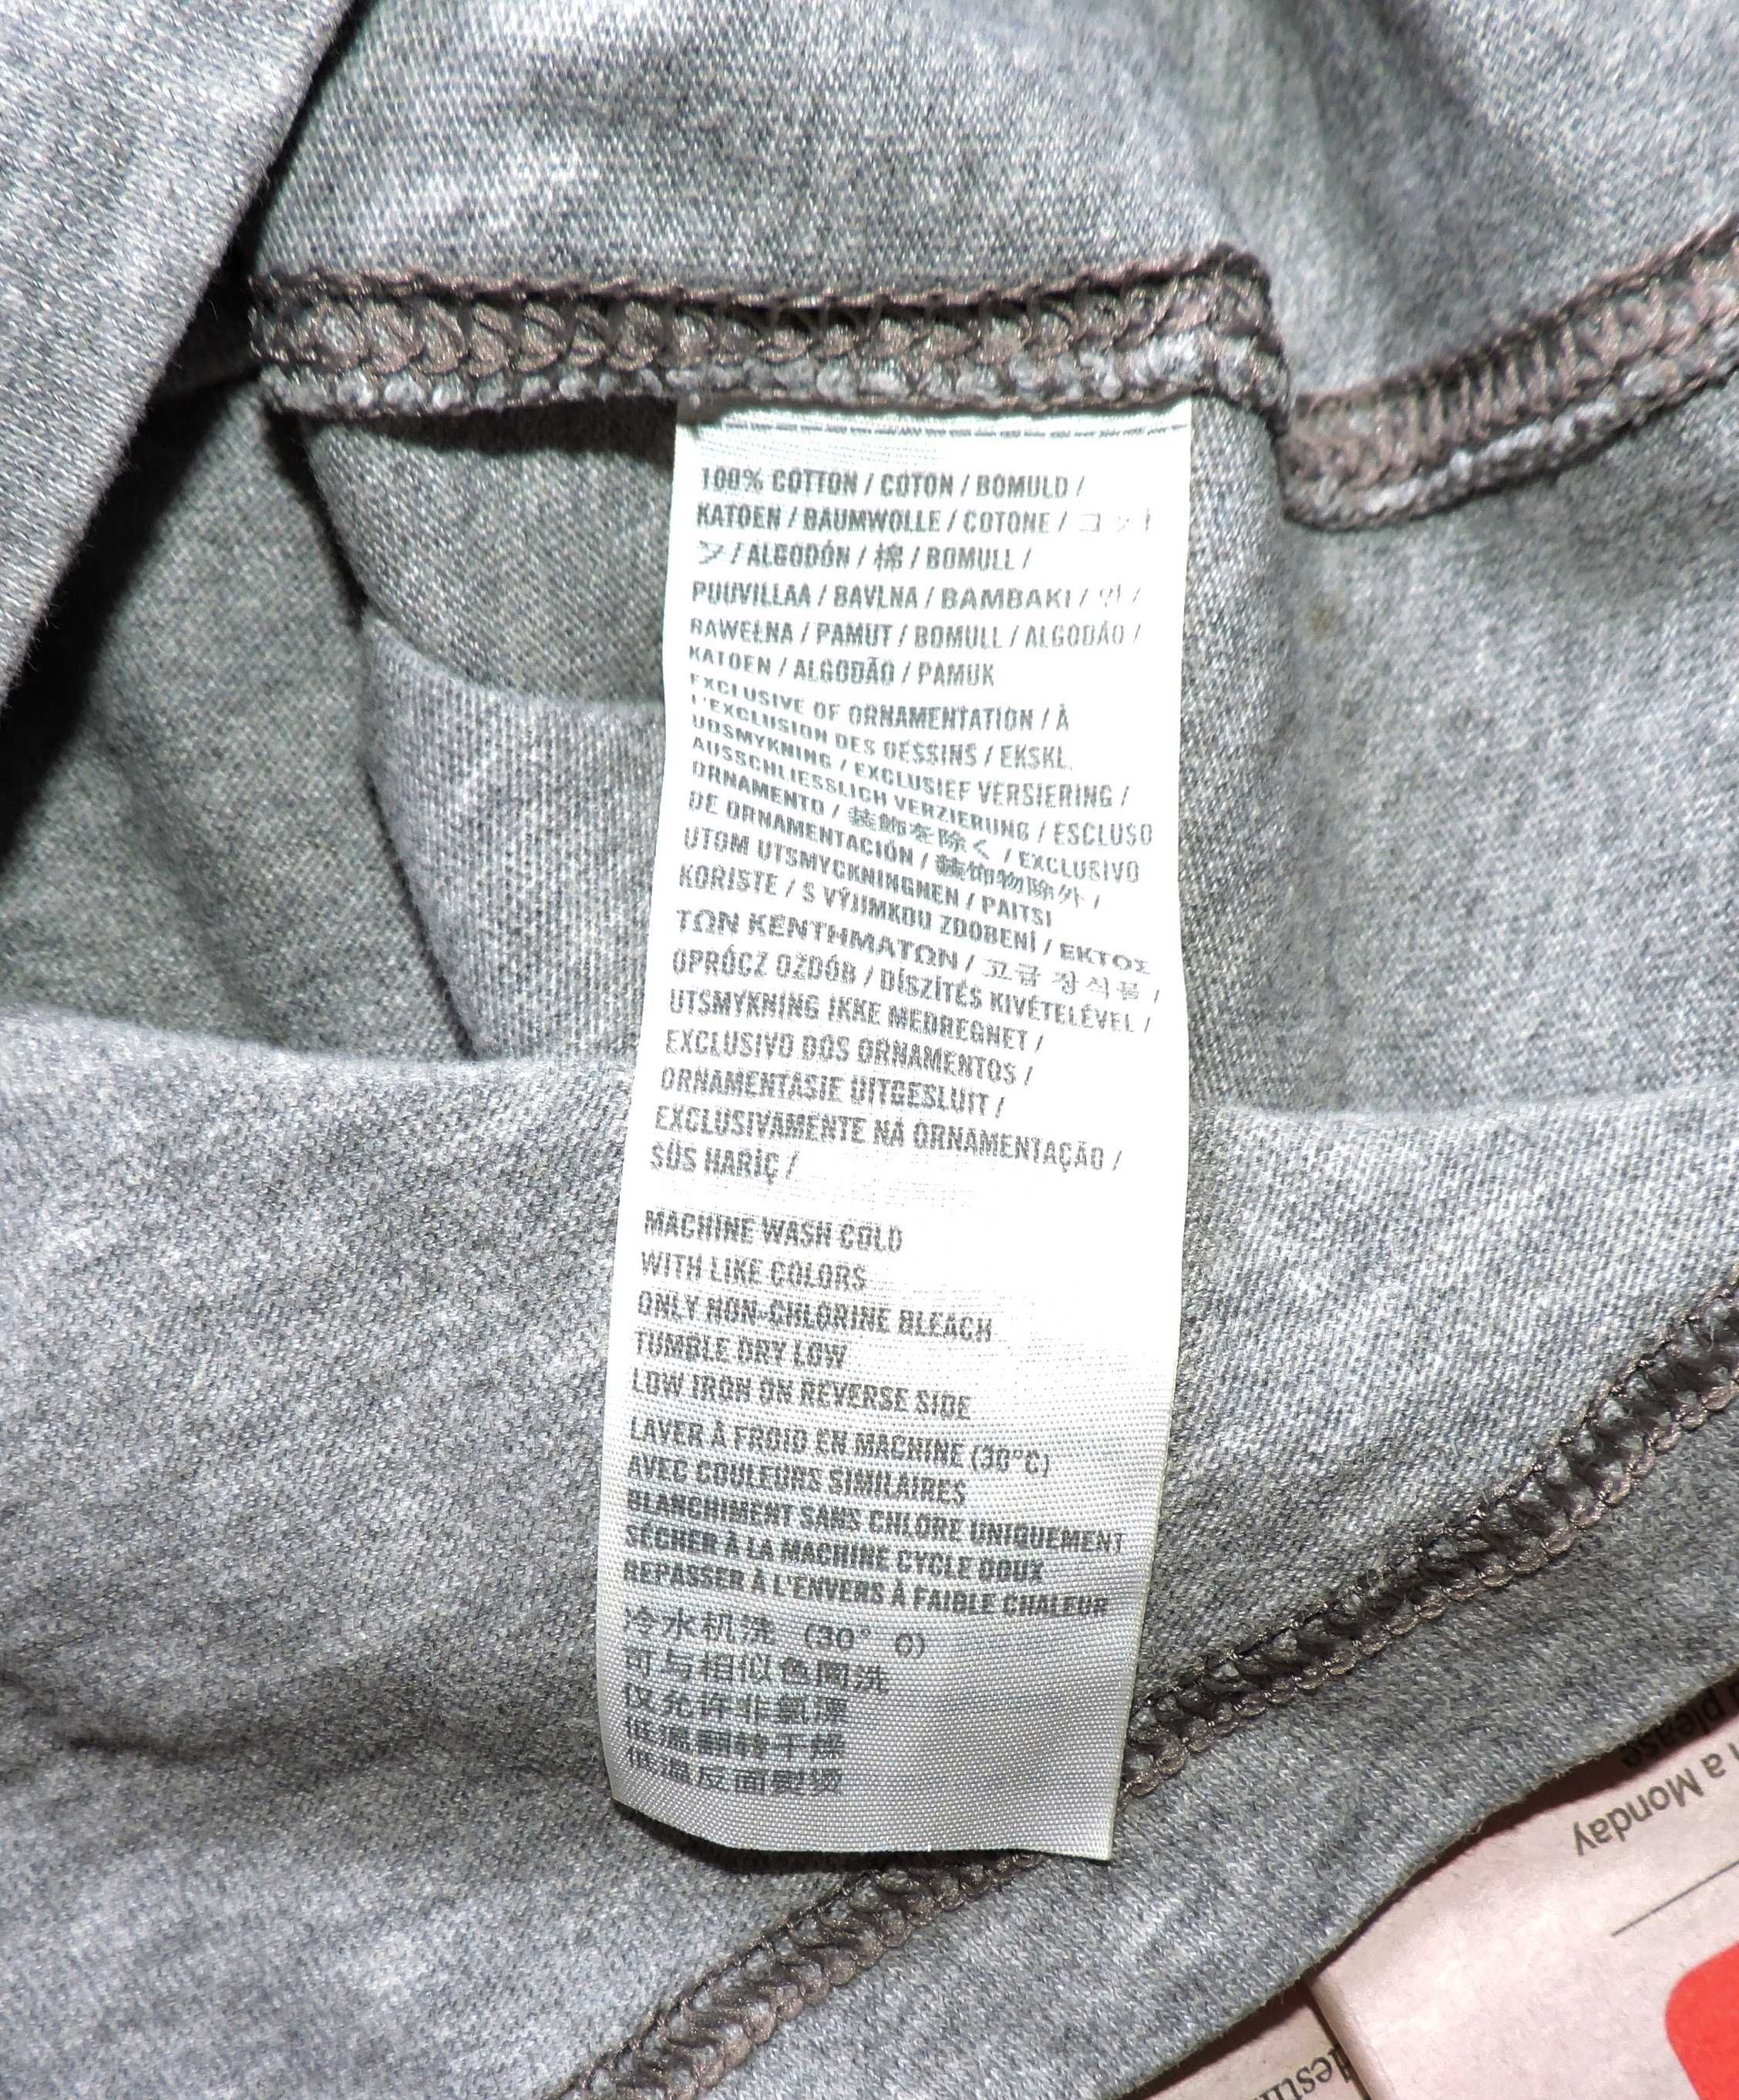 100% COTTON / COTON / BOMULD /
KATOEN / BAUMWOLLE / COTONE / コット
ン / ALGODÓN / 棉 / BOMULL /
PUUVILLAA / BAVLNA / BAMBAKI / 면 /
BAWEŁNA / PAMUT / BOMULL / ALGODÃO /
KATOEN / ALGODÃO / PAMUK
EXCLUSIVE OF ORNAMENTATION / À
L'EXCLUSION DES DESSINS / EKSKL.
UDSMYKNING / EXCLUSIEF VERSIERING /
AUSSCHLIESSLICH VERZIERUNG / ESCLUSO
ORNAMENTO / 装飾を除く / EXCLUSIVO
DE ORNAMENTACIÓN / 装饰物除外 /
UTOM UTSMYCKNINGNEN / PAITSI
KORISTE / S VÝJIMKOU ZDOBENÍ / ΕΚΤΟΣ
ΤΩΝ ΚΕΝΤΗΜΑΤΩΝ / 고급 장식품 /
OPRÓCZ OZDÓB / DÍSZÍTÉS KIVÉTELÉVEL /
UTSMYKNING IKKE MEDREGNET /
EXCLUSIVO DOS ORNAMENTOS /
ORNAMENTASIE UITGESLUIT /
EXCLUSIVAMENTE NA ORNAMENTAÇÃO /
SÜS HARİÇ /
MACHINE WASH COLD
WITH LIKE COLORS
ONLY NON-CHLORINE BLEACH
TUMBLE DRY LOW
LOW IRON ON REVERSE SIDE
LAVER À FROID EN MACHINE (30°C)
AVEC COULEURS SIMILAIRES
BLANCHIMENT SANS CHLORE UNIQUEMENT
SÉCHER À LA MACHINE CYCLE DOUX
REPASSER À L'ENVERS À FAIBLE CHALEUR
冷水机洗 (30° C)
可与相似色同洗
仅允许非氯漂
低温翻转干燥
低温反面熨烫
please
a Monday